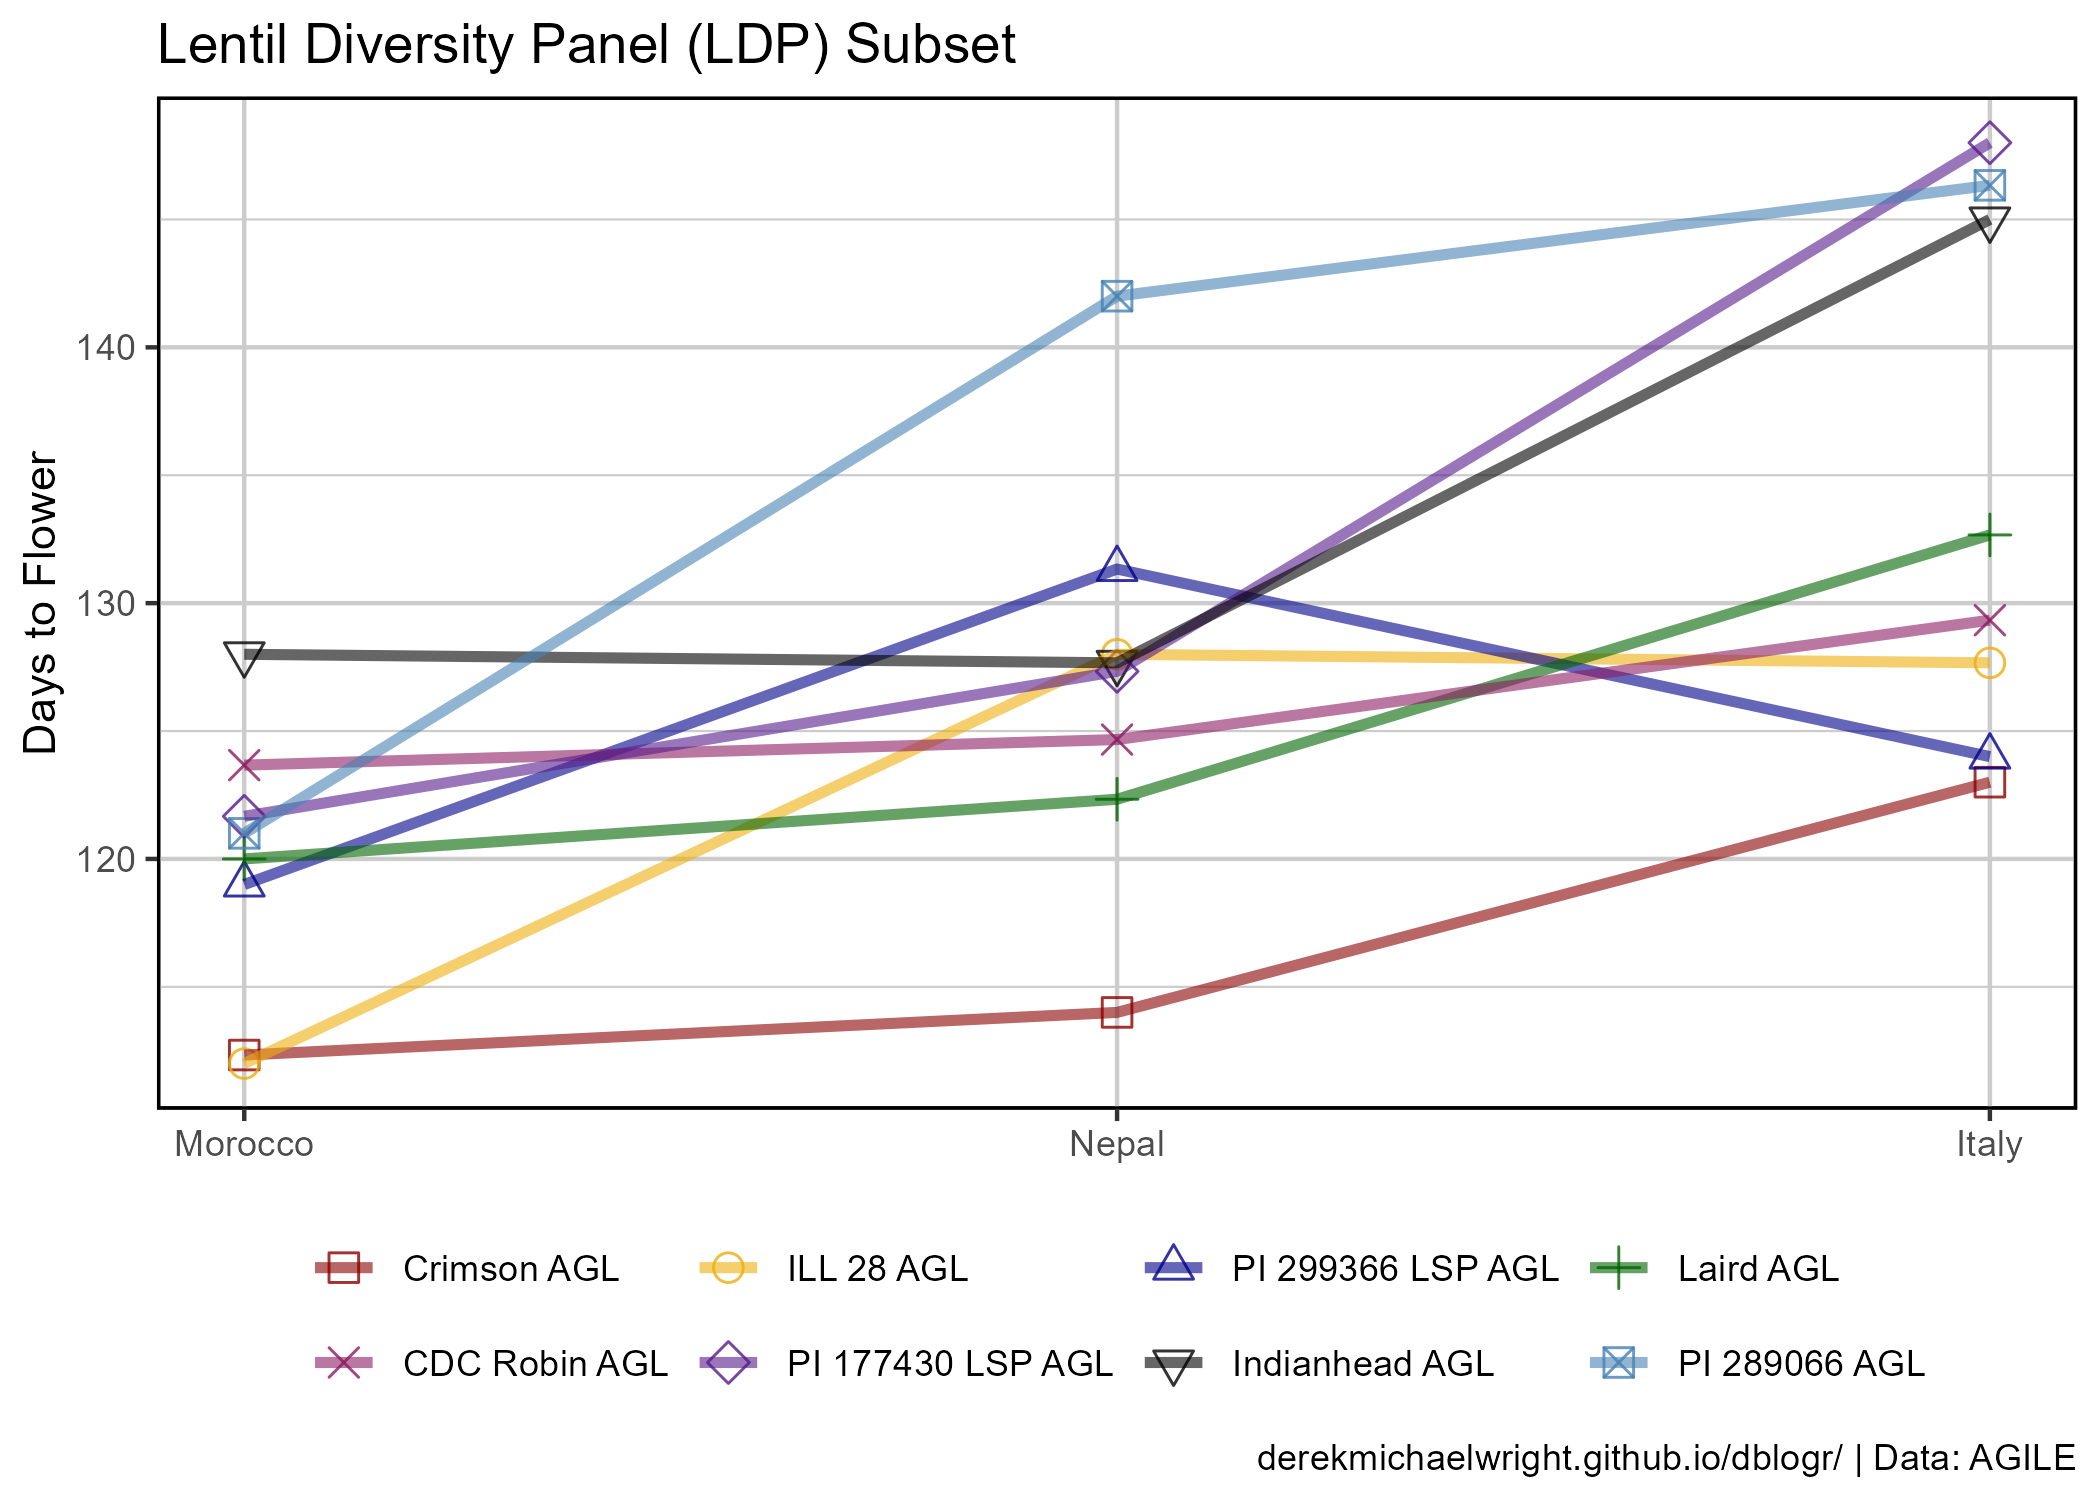 Lentil Diversity Panel (LDP) Subset
Days to Flower
140
130
120
Morocco Nepal Italy
Crimson AGL ILL 28 AGL PI 299366 LSP AGL Laird AGL
CDC Robin AGL PI 177430 LSP AGL Indianhead AGL PI 289066 AGL
derekmichaelwright.github.io/dblogr/ | Data: AGILE